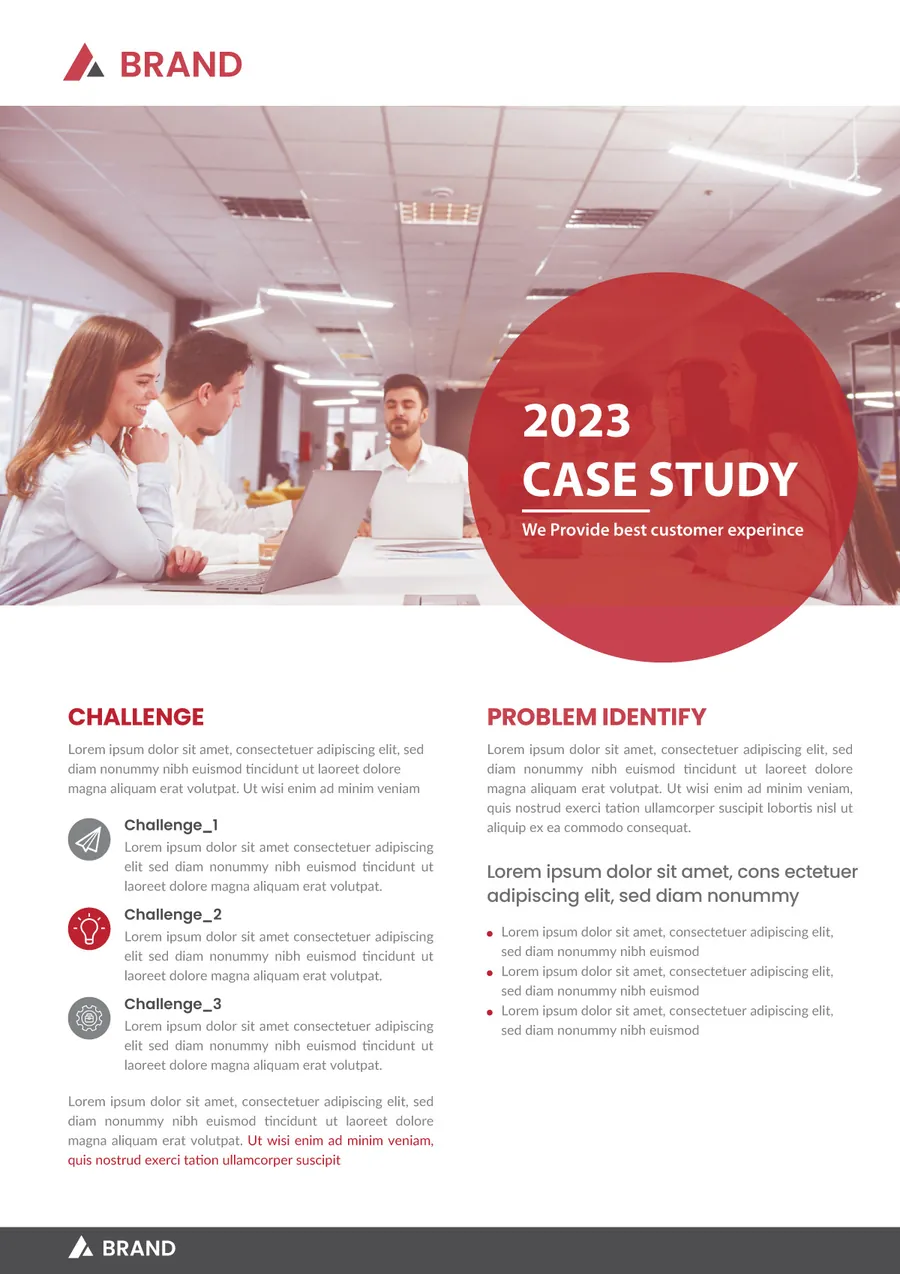 BRAND
2023
CASE STUDY
We Provide best customer experince
CHALLENGE
Lorem ipsum dolor sit amet, consectetuer adipiscing elit, sed
diam nonummy nibh euismod tincidunt ut laoreet dolore
magna aliquam erat volutpat. Ut wisi enim ad minim veniam
Challenge_1
Lorem ipsum dolor sit amet consectetuer adipiscing
elit sed diam nonummy nibh euismod tincidunt ut
laoreet dolore magna aliquam erat volutpat.
Challenge_2
Lorem ipsum dolor sit amet consectetuer adipiscing
elit sed diam nonummy nibh euismod tincidunt ut
laoreet dolore magna aliquam erat volutpat.
Challenge_3
Lorem ipsum dolor sit amet consectetuer adipiscing
elit sed diam nonummy nibh euismod tincidunt ut
laoreet dolore magna aliquam erat volutpat.
Lorem ipsum dolor sit amet, consectetuer adipiscing elit, sed
diam nonummy nibh euismod tincidunt ut laoreet dolore
magna aliquam erat volutpat. Ut wisi enim ad minim veniam,
quis nostrud exerci tation ullamcorper suscipit
PROBLEM IDENTIFY
Lorem ipsum dolor sit amet, consectetuer adipiscing elit, sed
diam nonummy nibh euismod tincidunt ut laoreet dolore
magna aliquam erat volutpat. Ut wisi enim ad minim veniam,
quis nostrud exerci tation ullamcorper suscipit lobortis nisl ut
aliquip ex ea commodo consequat.
Lorem ipsum dolor sit amet, cons ectetuer
adipiscing elit, sed diam nonummy
Lorem ipsum dolor sit amet, consectetuer adipiscing elit,
sed diam nonummy nibh euismod
Lorem ipsum dolor sit amet, consectetuer adipiscing elit,
sed diam nonummy nibh euismod
Lorem ipsum dolor sit amet, consectetuer adipiscing elit,
sed diam nonummy nibh euismod
BRAND